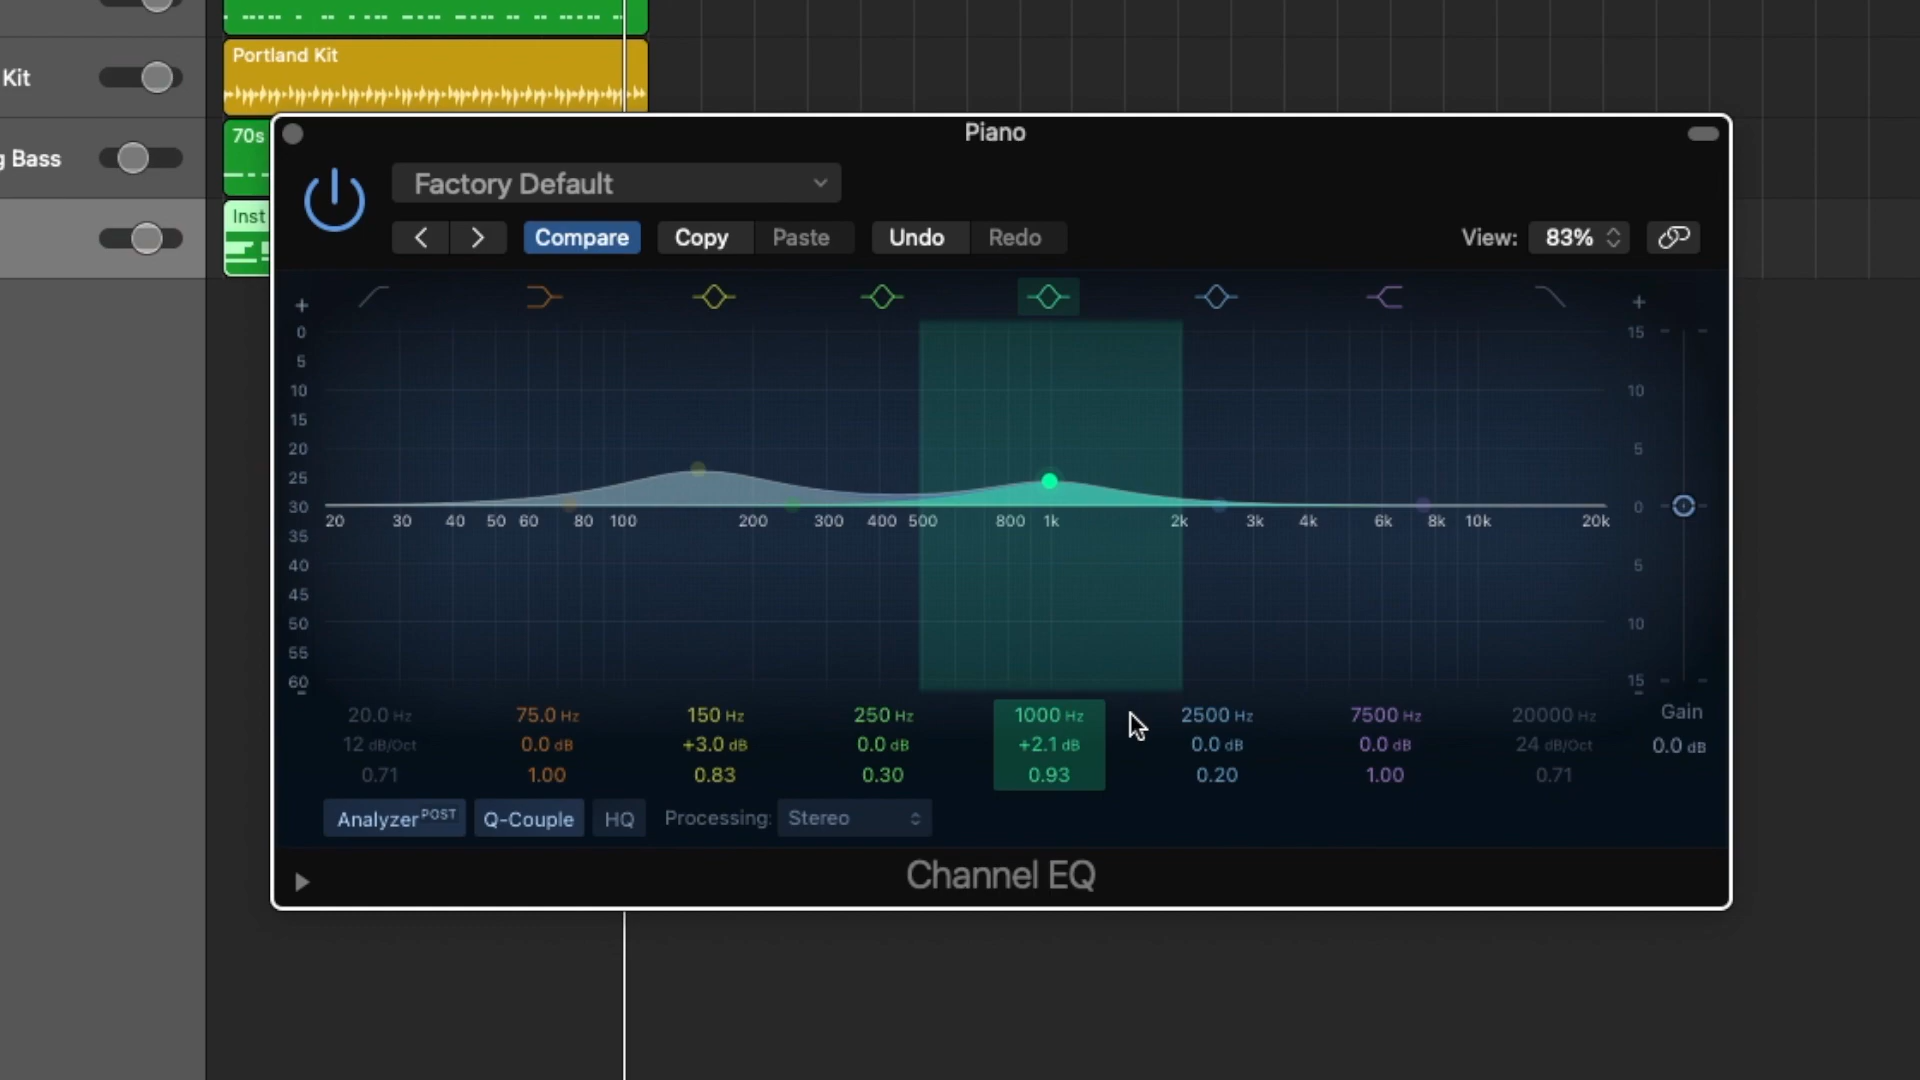 Portland Kit
Kit
70s
g Bass
Inst
Piano
Factory Default
Compare Copy Paste Undo Redo View: 83%
+ +
0 15
5
10 10
15
20 5
25
30 0
20 30 40 50 60 80 100 200 300 400 500 800 1k 2k 3k 4k 6k 8k 10k 20k
35
40 5
45
50 10
55
60 15
20.0 Hz 75.0 Hz 150 Hz 250 Hz 1000 Hz 2500 Hz 7500 Hz 20000 Hz Gain
12 dB/Oct 0.0 dB +3.0 dB 0.0 dB +2.1 dB 0.0 dB 0.0 dB 24 dB/Oct 0.0 dB
0.71 1.00 0.83 0.30 0.93 0.20 1.00 0.71
Analyzer POST Q-Couple HQ Processing: Stereo
Channel EQ